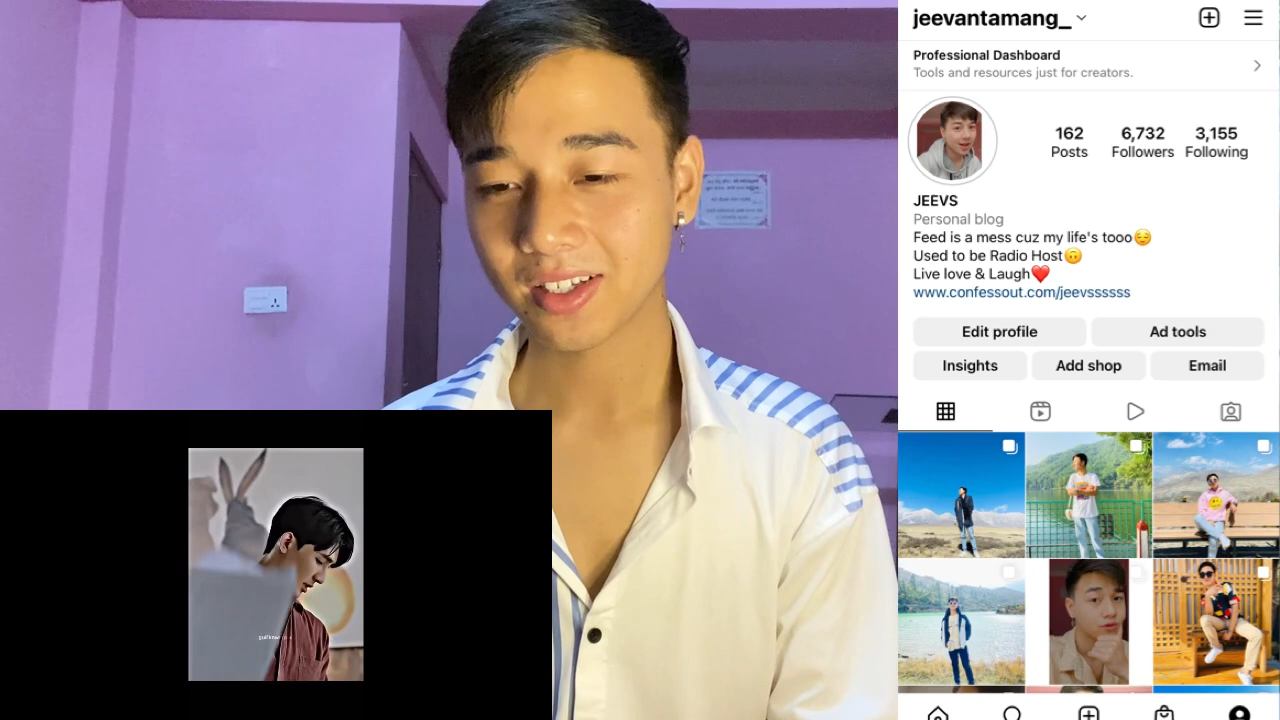 jeevantamang_
Professional Dashboard
Tools and resources just for creators.
162
Posts
6,732
Followers
3,155
Following
JEEVS
Personal blog
Feed is a mess cuz my life's tooo😌
Used to be Radio Host🙃
Live love & Laugh❤️
www.confessout.com/jeevssssss
Edit profile
Ad tools
Insights
Add shop
Email